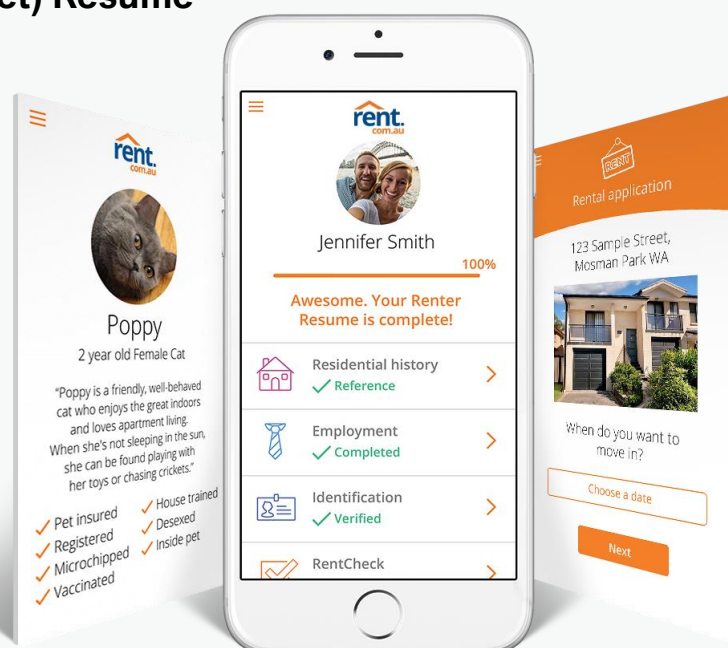 ct) Resume
rent.
com.au
Poppy
2 year old Female Cat
"Poppy is a friendly, well-behaved
cat who enjoys the great indoors
and loves apartment living.
When she's not sleeping in the sun,
she can be found playing with
her toys or chasing crickets."
Pet insured
Registered
Microchipped
Vaccinated
House trained
Desexed
Inside pet
rent.
com.au
Jennifer Smith
100%
Awesome. Your Renter
Resume is complete!
Residential history
Reference
Employment
Completed
Identification
Verified
RentCheck
RENT
Rental application
123 Sample Street,
Mosman Park WA
When do you want to
move in?
Choose a date
Next